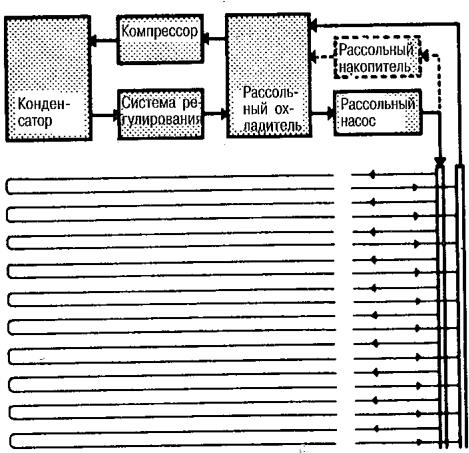 Компрессор
Конден-
сатор
Система ре
гулирования
Рассоль-
ный ох-
ладитель
Рассольный
накопитель
Рассольный
насос